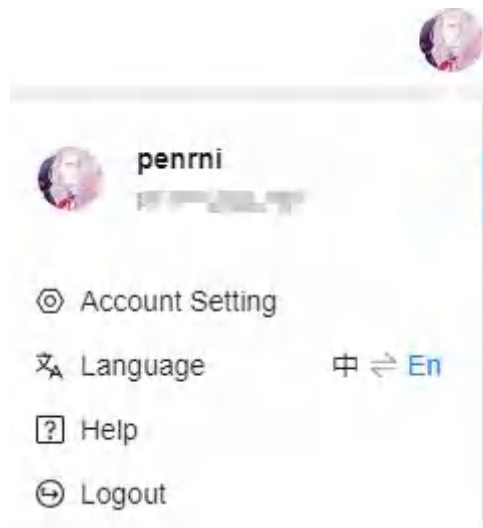 penrni
Account Setting
Language 中 ⇌ En
Help
Logout